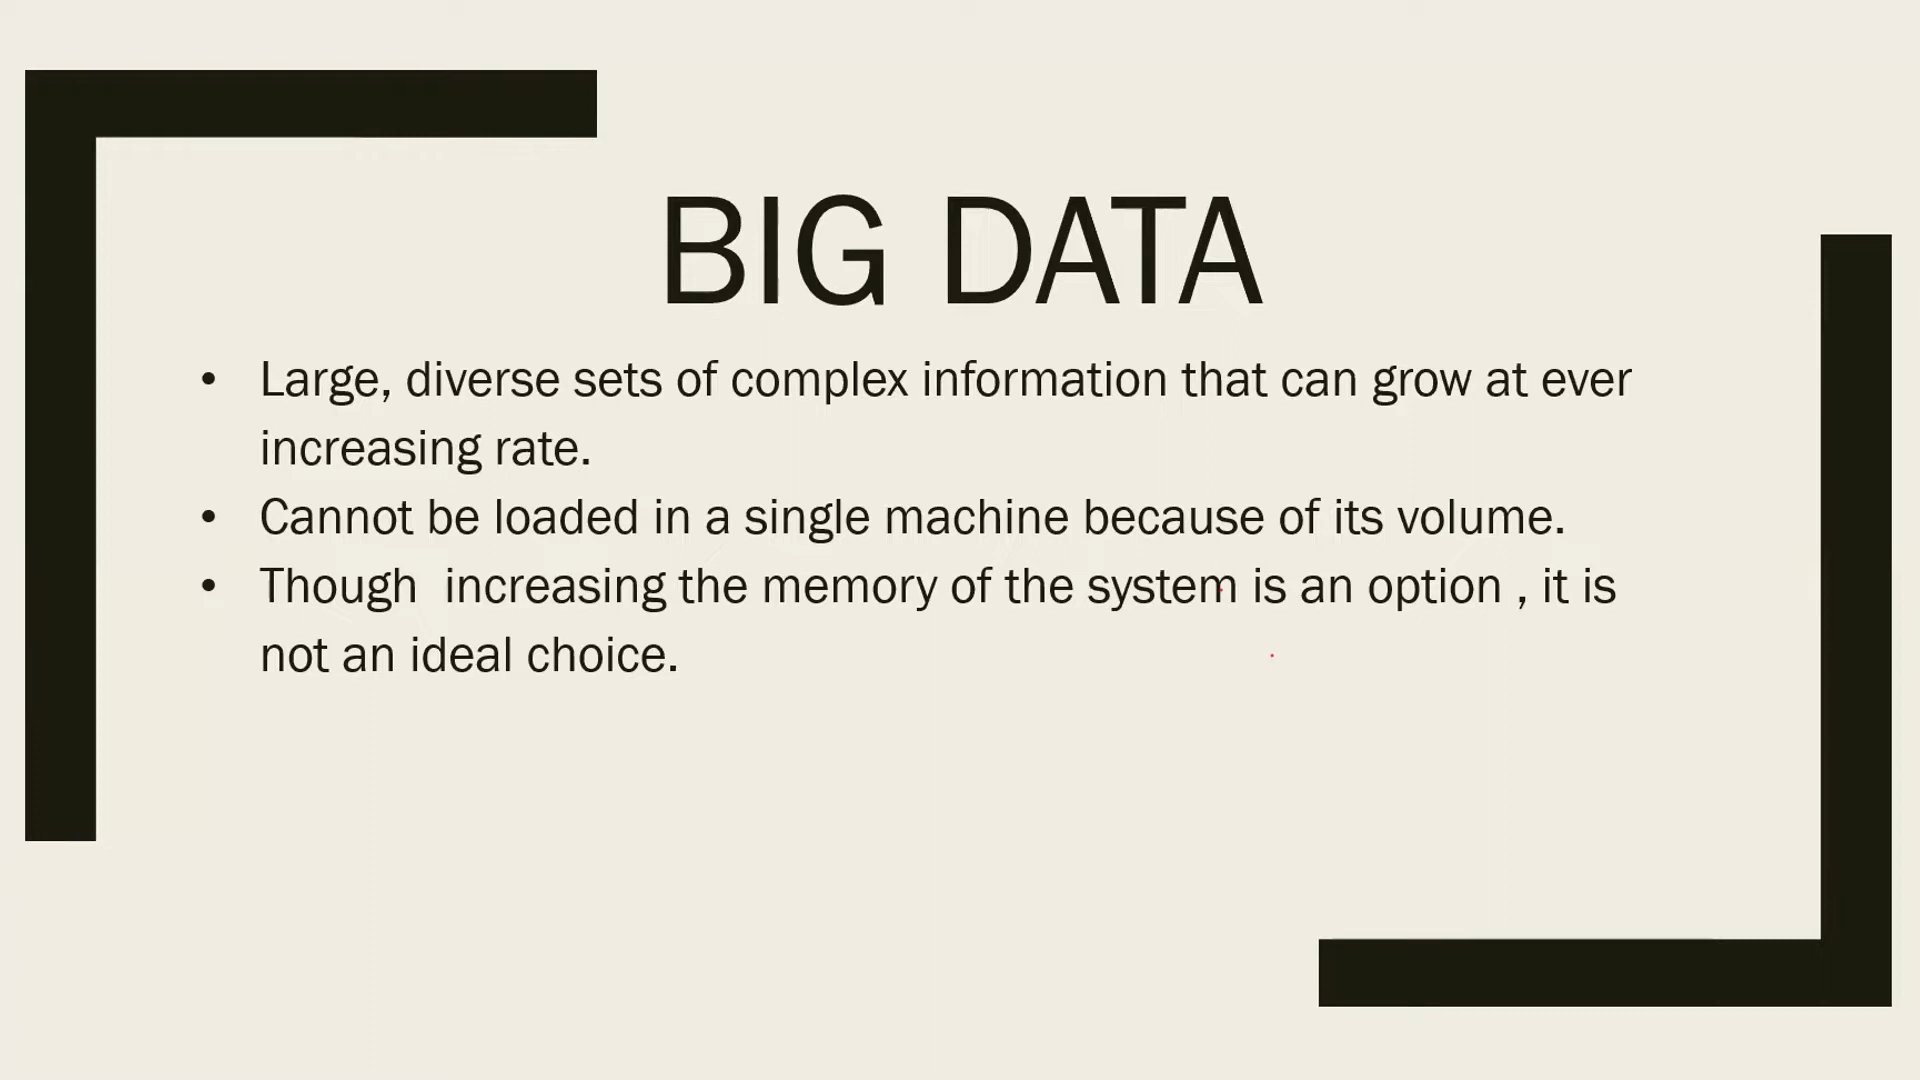 BIG DATA
• Large, diverse sets of complex information that can grow at ever
increasing rate.
• Cannot be loaded in a single machine because of its volume.
• Though  increasing the memory of the system is an option , it is
not an ideal choice.